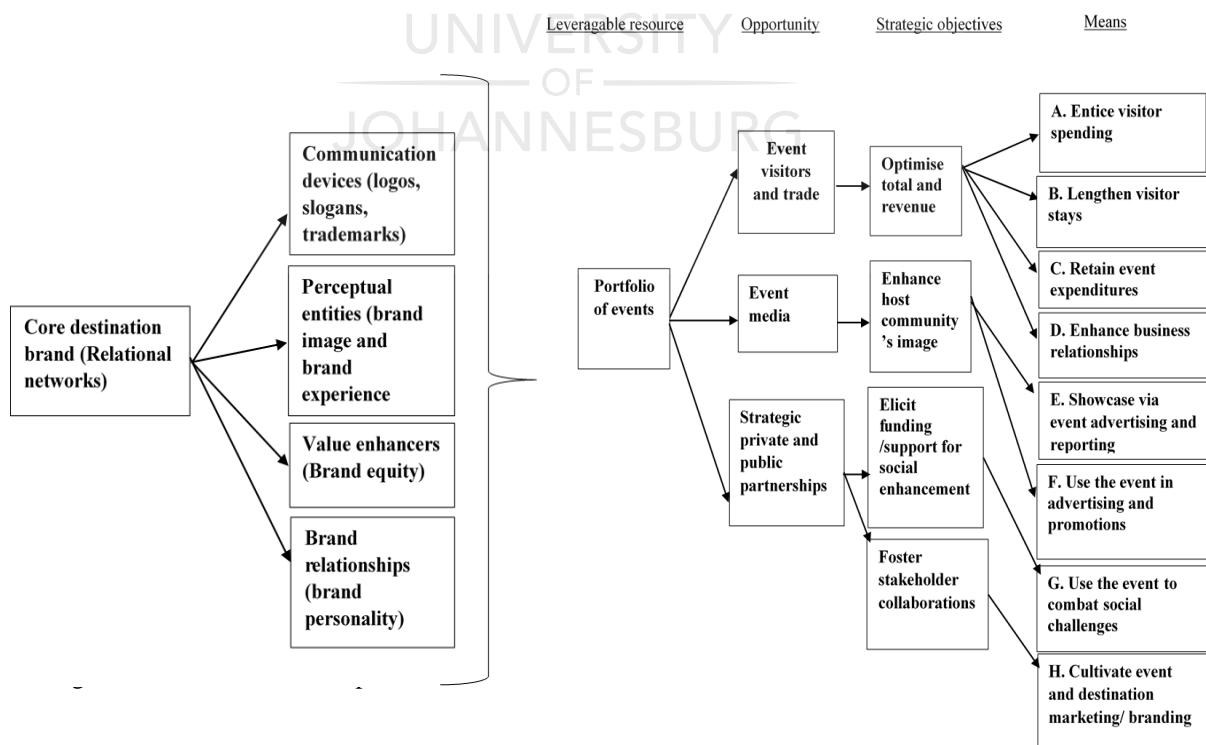 UNIVERSITY
OF
JOHANNESBURG
Leveragable resource
Opportunity
Strategic objectives
Means
Core destination
brand (Relational
networks)
Communication
devices (logos,
slogans,
trademarks)
Perceptual
entities (brand
image and
brand
experience
Value enhancers
(Brand equity)
Brand
relationships
(brand
personality)
Portfolio
of events
Event
visitors
and trade
Event
media
Strategic
private and
public
partnerships
Optimise
total and
revenue
Enhance
host
community
's image
Elicit
funding
/support for
social
enhancement
Foster
stakeholder
collaborations
A. Entice visitor
spending
B. Lengthen visitor
stays
C. Retain event
expenditures
D. Enhance business
relationships
E. Showcase via
event advertising and
reporting
F. Use the event in
advertising and
promotions
G. Use the event to
combat social
challenges
H. Cultivate event
and destination
marketing/ branding